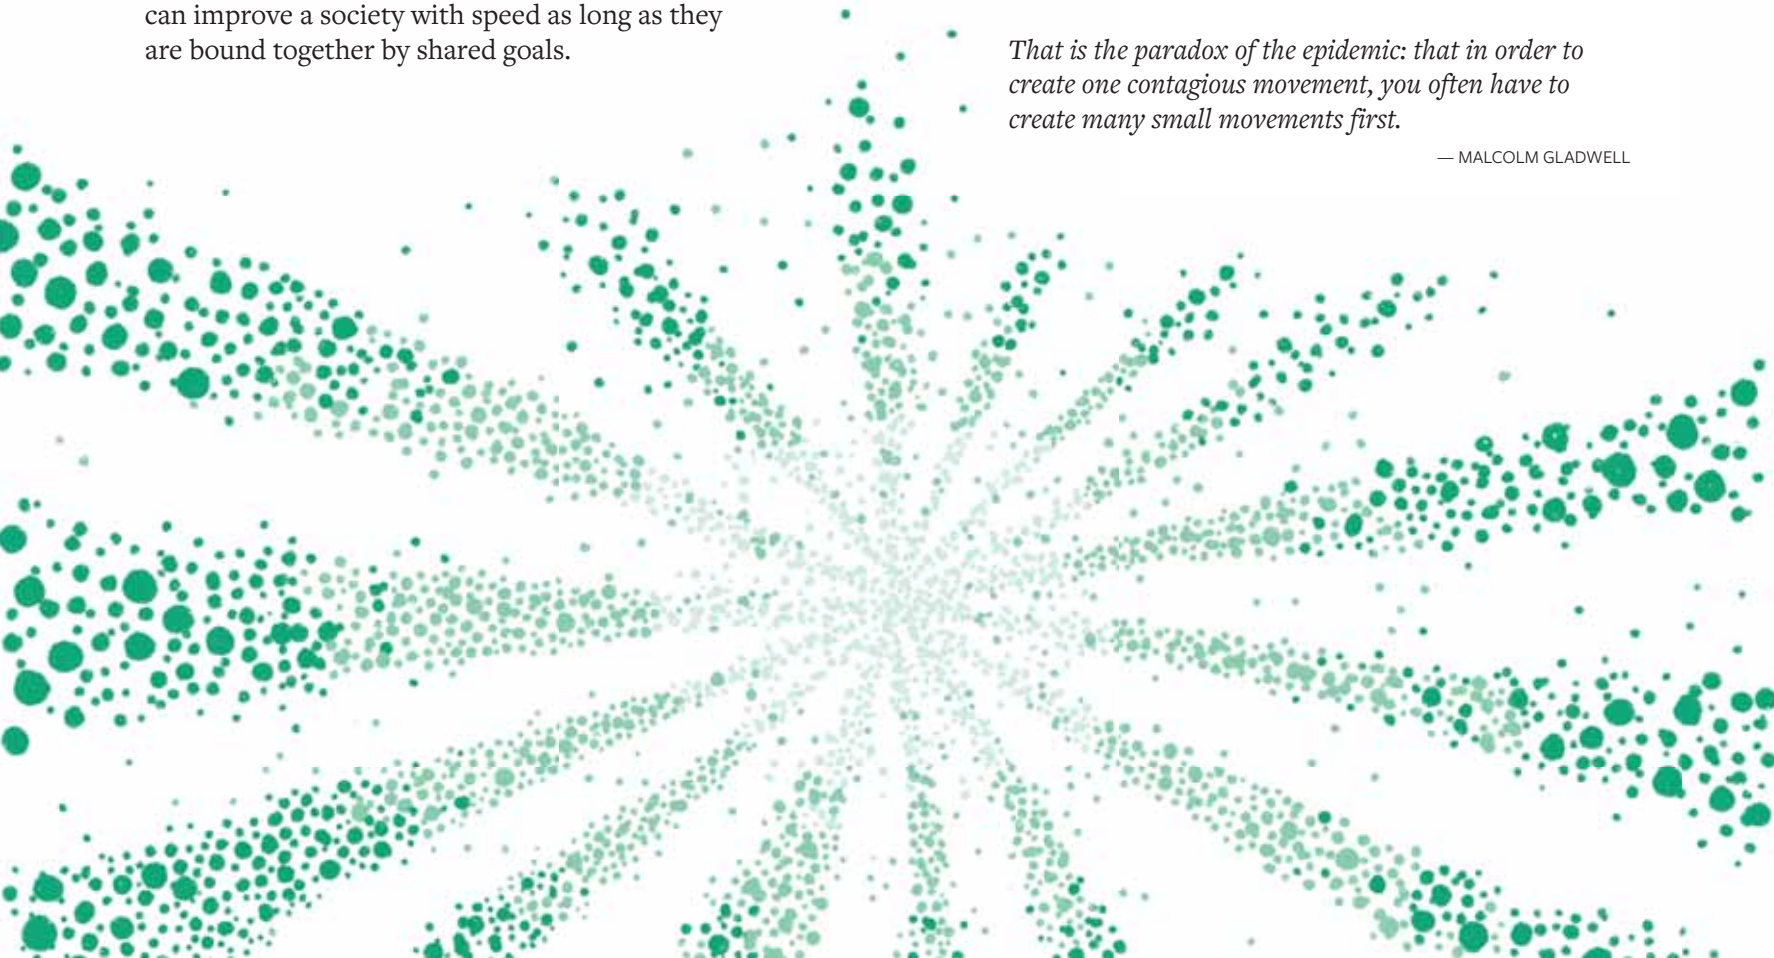 can improve a society with speed as long as they
are bound together by shared goals.
That is the paradox of the epidemic: that in order to
create one contagious movement, you often have to
create many small movements first.
— MALCOLM GLADWELL